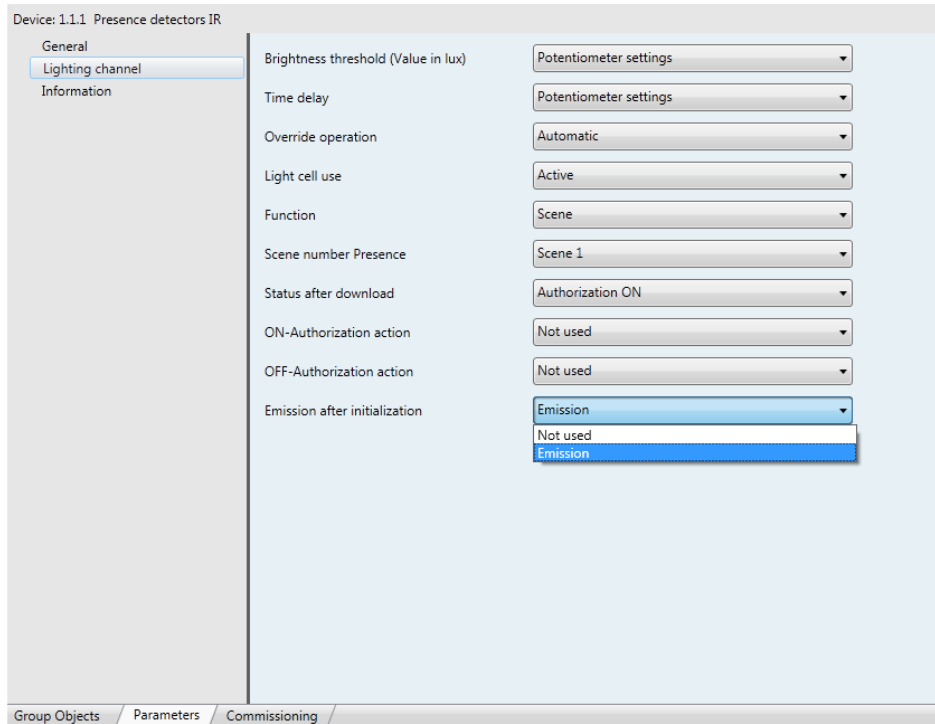 Device: 1.1.1 Presence detectors IR
General
Lighting channel
Information
Brightness threshold (Value in lux) Potentiometer settings
Time delay Potentiometer settings
Override operation Automatic
Light cell use Active
Function Scene
Scene number Presence Scene 1
Status after download Authorization ON
ON-Authorization action Not used
OFF-Authorization action Not used
Emission after initialization Emission
Not used
Emission
Group Objects Parameters Commissioning